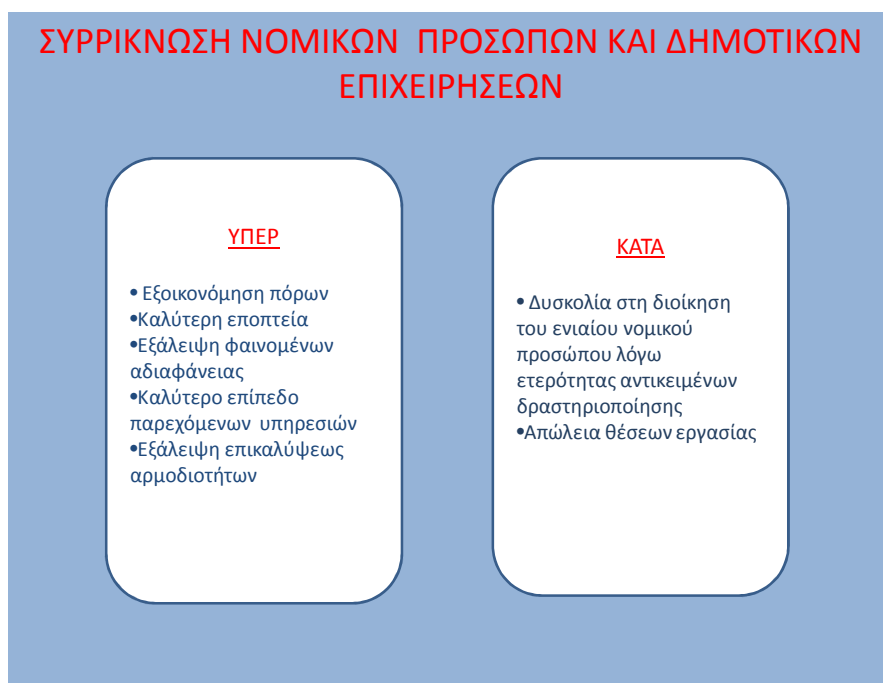 ΣΥΡΡΙΚΝΩΣΗ ΝΟΜΙΚΩΝ  ΠΡΟΣΩΠΩΝ ΚΑΙ ΔΗΜΟΤΙΚΩΝ
ΕΠΙΧΕΙΡΗΣΕΩΝ
ΥΠΕΡ
• Εξοικονόμηση πόρων
•Καλύτερη εποπτεία
•Εξάλειψη φαινομένων
αδιαφάνειας
•Καλύτερο επίπεδο
παρεχόμενων  υπηρεσιών
•Εξάλειψη επικαλύψεως
αρμοδιοτήτων
ΚΑΤΑ
• Δυσκολία στη διοίκηση
του ενιαίου νομικού
προσώπου λόγω
ετερότητας αντικειμένων
δραστηριοποίησης
•Απώλεια θέσεων εργασίας